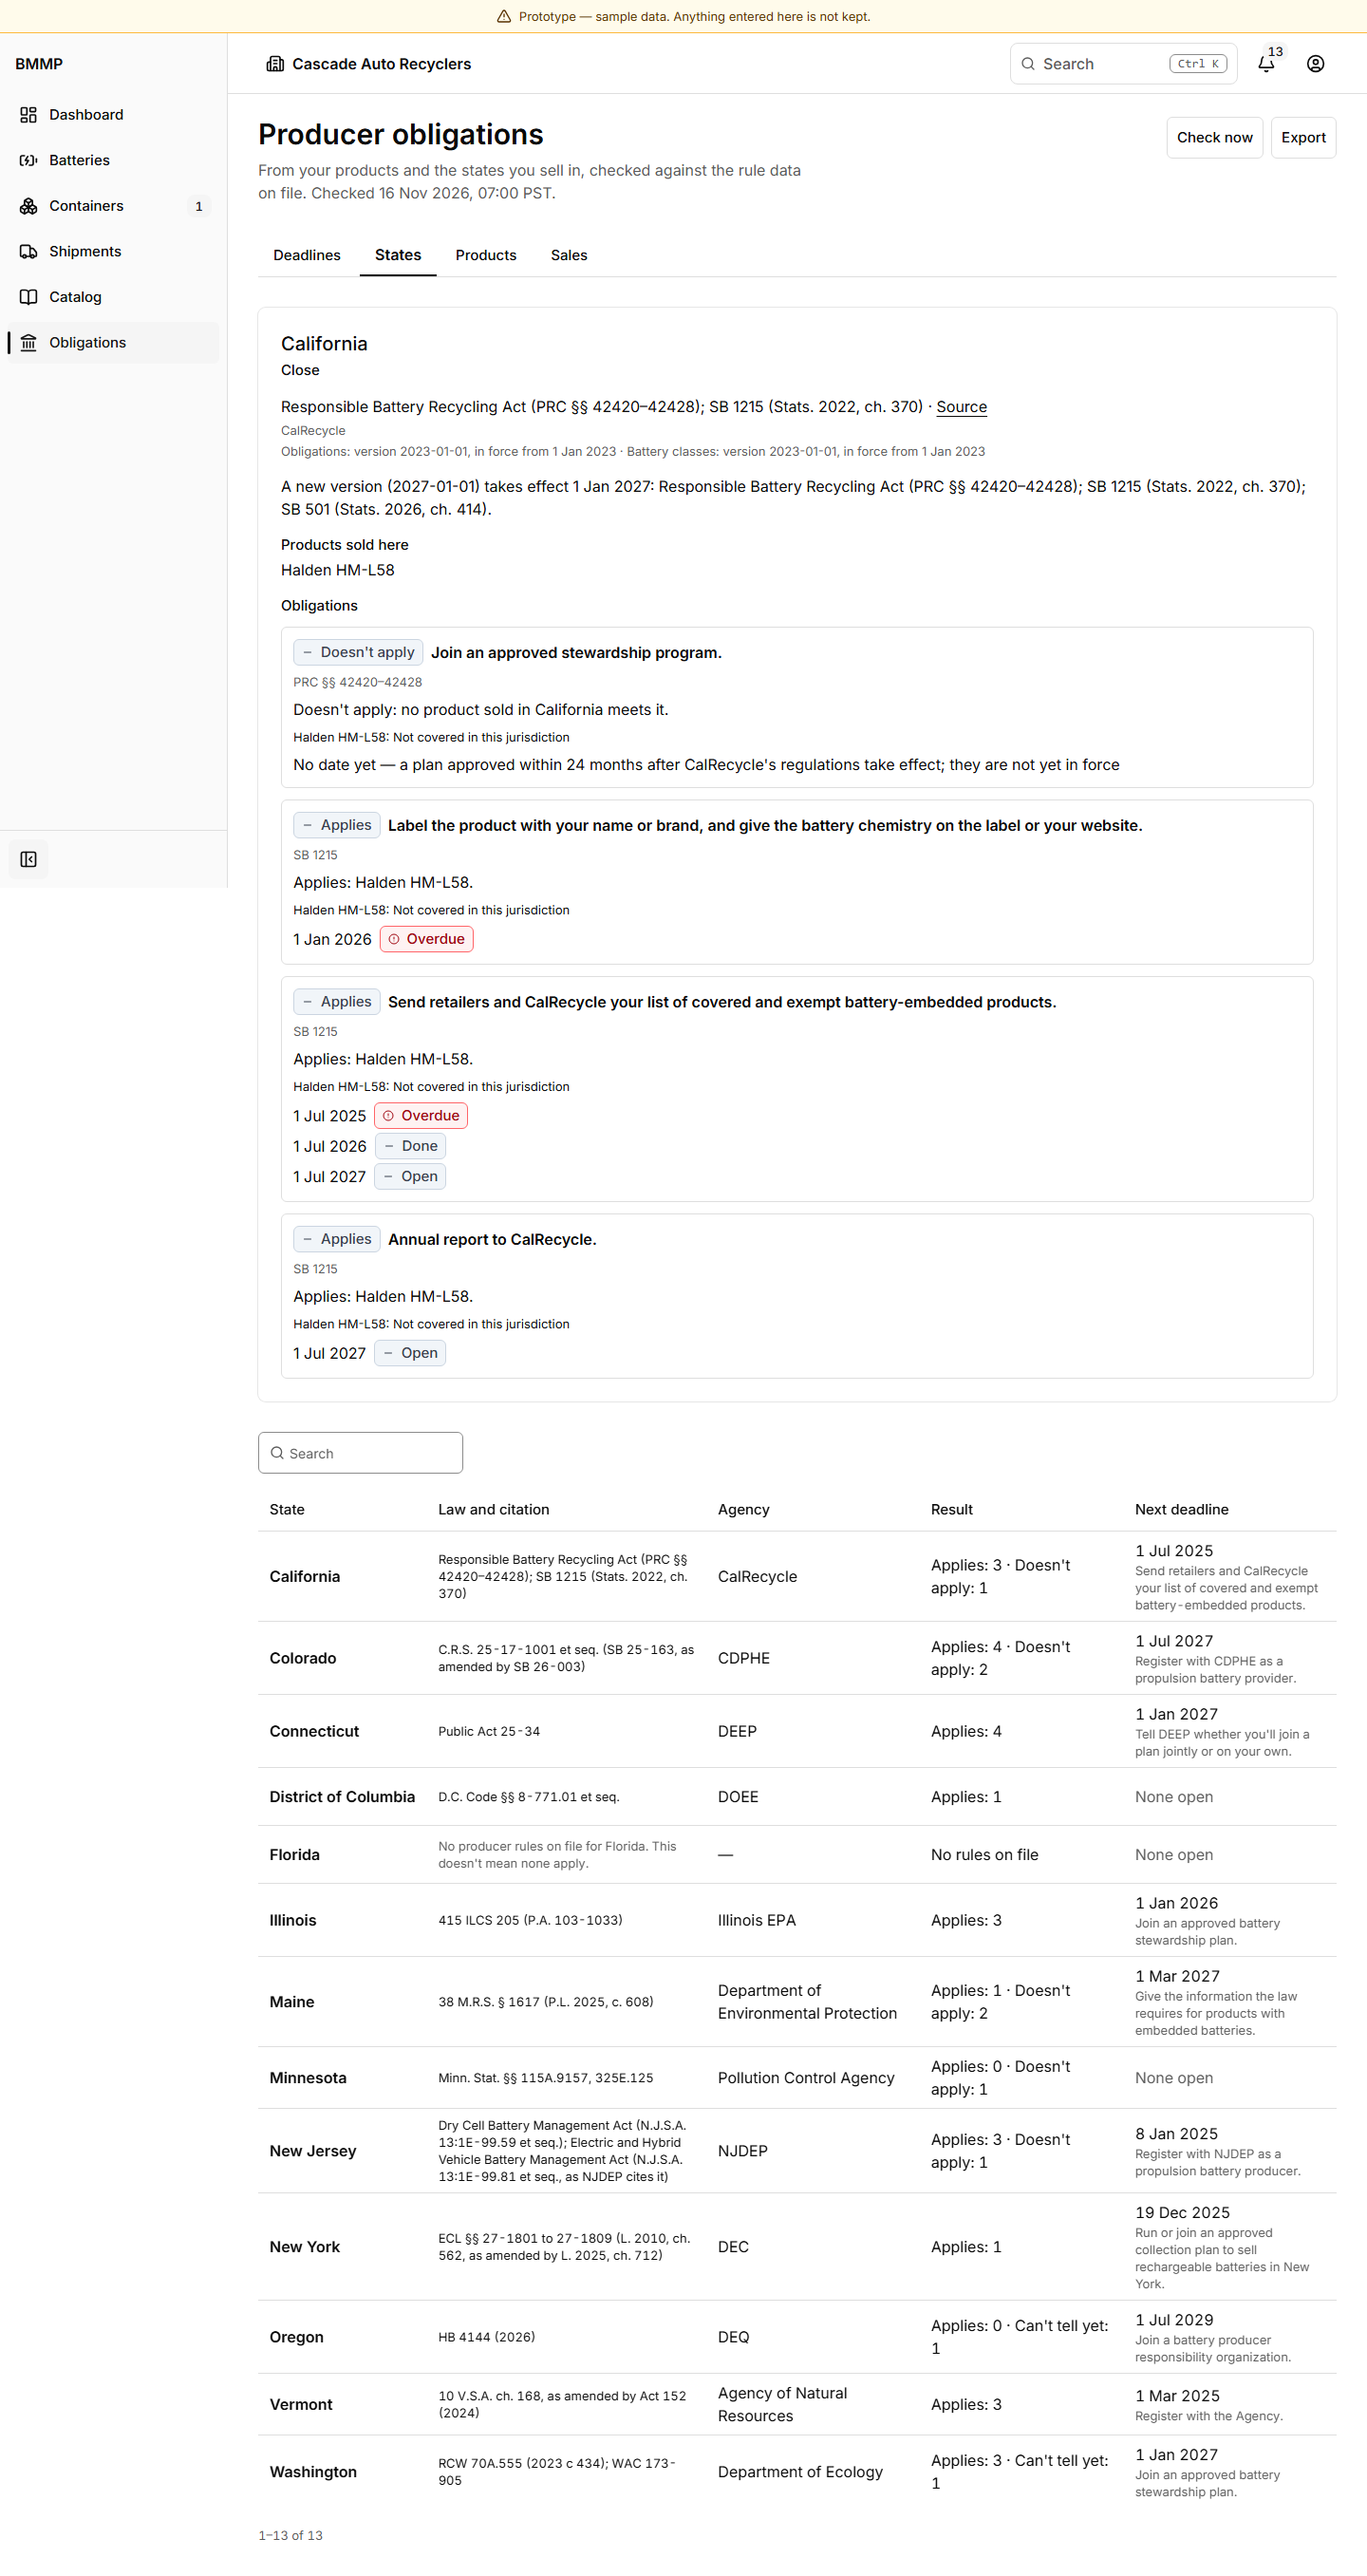 Prototype — sample data. Anything entered here is not kept.
BMMP
Cascade Auto Recyclers
Search
Ctrl K
13
Dashboard
Batteries
Containers
1
Shipments
Catalog
Obligations
Producer obligations
Check now
Export
From your products and the states you sell in, checked against the rule data
on file. Checked 16 Nov 2026, 07:00 PST.
Deadlines
States
Products
Sales
California
Close
Responsible Battery Recycling Act (PRC §§ 42420–42428); SB 1215 (Stats. 2022, ch. 370) · Source
CalRecycle
Obligations: version 2023-01-01, in force from 1 Jan 2023 · Battery classes: version 2023-01-01, in force from 1 Jan 2023
A new version (2027-01-01) takes effect 1 Jan 2027: Responsible Battery Recycling Act (PRC §§ 42420–42428); SB 1215 (Stats. 2022, ch. 370);
SB 501 (Stats. 2026, ch. 414).
Products sold here
Halden HM-L58
Obligations
– Doesn't apply Join an approved stewardship program.
PRC §§ 42420–42428
Doesn't apply: no product sold in California meets it.
Halden HM-L58: Not covered in this jurisdiction
No date yet — a plan approved within 24 months after CalRecycle's regulations take effect; they are not yet in force
– Applies Label the product with your name or brand, and give the battery chemistry on the label or your website.
SB 1215
Applies: Halden HM-L58.
Halden HM-L58: Not covered in this jurisdiction
1 Jan 2026 Overdue
– Applies Send retailers and CalRecycle your list of covered and exempt battery-embedded products.
SB 1215
Applies: Halden HM-L58.
Halden HM-L58: Not covered in this jurisdiction
1 Jul 2025 Overdue
1 Jul 2026 – Done
1 Jul 2027 – Open
– Applies Annual report to CalRecycle.
SB 1215
Applies: Halden HM-L58.
Halden HM-L58: Not covered in this jurisdiction
1 Jul 2027 – Open
Search
State
Law and citation
Agency
Result
Next deadline
California
Responsible Battery Recycling Act (PRC §§
42420–42428); SB 1215 (Stats. 2022, ch.
370)
CalRecycle
Applies: 3 · Doesn't
apply: 1
1 Jul 2025
Send retailers and CalRecycle
your list of covered and exempt
battery-embedded products.
Colorado
C.R.S. 25-17-1001 et seq. (SB 25-163, as
amended by SB 26-003)
CDPHE
Applies: 4 · Doesn't
apply: 2
1 Jul 2027
Register with CDPHE as a
propulsion battery provider.
Connecticut
Public Act 25-34
DEEP
Applies: 4
1 Jan 2027
Tell DEEP whether you'll join a
plan jointly or on your own.
District of Columbia
D.C. Code §§ 8-771.01 et seq.
DOEE
Applies: 1
None open
Florida
No producer rules on file for Florida. This
doesn't mean none apply.
—
No rules on file
None open
Illinois
415 ILCS 205 (P.A. 103-1033)
Illinois EPA
Applies: 3
1 Jan 2026
Join an approved battery
stewardship plan.
Maine
38 M.R.S. § 1617 (P.L. 2025, c. 608)
Department of
Environmental Protection
Applies: 1 · Doesn't
apply: 2
1 Mar 2027
Give the information the law
requires for products with
embedded batteries.
Minnesota
Minn. Stat. §§ 115A.9157, 325E.125
Pollution Control Agency
Applies: 0 · Doesn't
apply: 1
None open
New Jersey
Dry Cell Battery Management Act (N.J.S.A.
13:1E-99.59 et seq.); Electric and Hybrid
Vehicle Battery Management Act (N.J.S.A.
13:1E-99.81 et seq., as NJDEP cites it)
NJDEP
Applies: 3 · Doesn't
apply: 1
8 Jan 2025
Register with NJDEP as a
propulsion battery producer.
New York
ECL §§ 27-1801 to 27-1809 (L. 2010, ch.
562, as amended by L. 2025, ch. 712)
DEC
Applies: 1
19 Dec 2025
Run or join an approved
collection plan to sell
rechargeable batteries in New
York.
Oregon
HB 4144 (2026)
DEQ
Applies: 0 · Can't tell yet:
1
1 Jul 2029
Join a battery producer
responsibility organization.
Vermont
10 V.S.A. ch. 168, as amended by Act 152
(2024)
Agency of Natural
Resources
Applies: 3
1 Mar 2025
Register with the Agency.
Washington
RCW 70A.555 (2023 c 434); WAC 173-
905
Department of Ecology
Applies: 3 · Can't tell yet:
1
1 Jan 2027
Join an approved battery
stewardship plan.
1–13 of 13